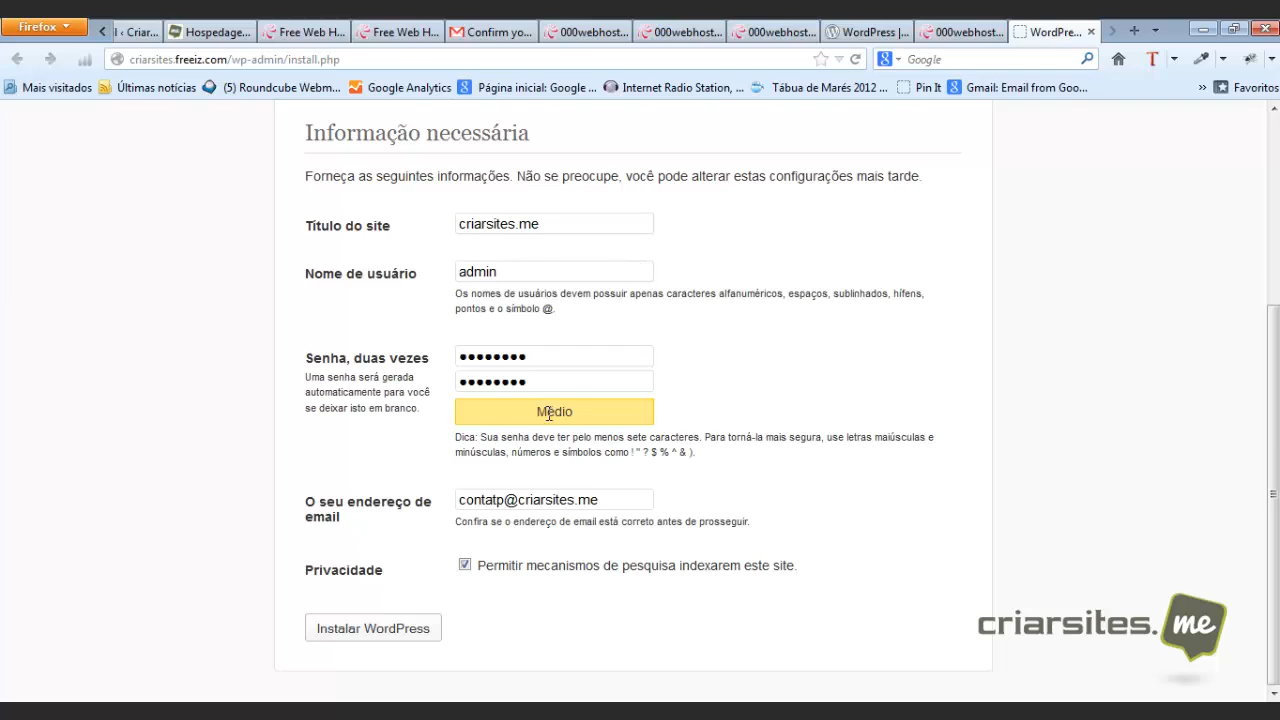 Firefox
l ‹ Criar...
Hospedage...
Free Web H...
Free Web H...
Confirm yo...
000webhost...
000webhost...
000webhost...
WordPress |...
000webhost...
WordPre...
criarsites.freeiz.com/wp-admin/install.php
Google
Mais visitados
Últimas notícias
(5) Roundcube Webm...
Google Analytics
Página inicial: Google ...
Internet Radio Station, ...
Tábua de Marés 2012 ...
Pin It
Gmail: Email from Goo...
Favoritos
Informação necessária
Forneça as seguintes informações. Não se preocupe, você pode alterar estas configurações mais tarde.
Título do site
criarsites.me
Nome de usuário
admin
Os nomes de usuários devem possuir apenas caracteres alfanuméricos, espaços, sublinhados, hífens,
pontos e o símbolo @.
Senha, duas vezes
Uma senha será gerada
automaticamente para você
se deixar isto em branco.
Médio
Dica: Sua senha deve ter pelo menos sete caracteres. Para torná-la mais segura, use letras maiúsculas e
minúsculas, números e símbolos como ! " ? $ % ^ & ).
O seu endereço de
email
contatp@criarsites.me
Confira se o endereço de email está correto antes de prosseguir.
Privacidade
Permitir mecanismos de pesquisa indexarem este site.
Instalar WordPress
criarsites.me